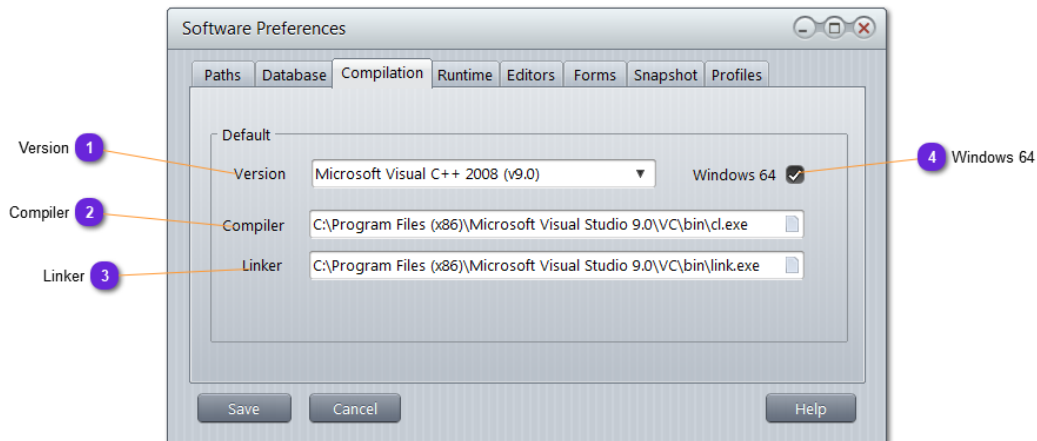 Software Preferences
Paths Database Compilation Runtime Editors Forms Snapshot Profiles
Default
Version 1
Version Microsoft Visual C++ 2008 (v9.0) Windows 64
4 Windows 64
Compiler 2
Compiler C:\Program Files (x86)\Microsoft Visual Studio 9.0\VC\bin\cl.exe
Linker 3
Linker C:\Program Files (x86)\Microsoft Visual Studio 9.0\VC\bin\link.exe
Save Cancel Help